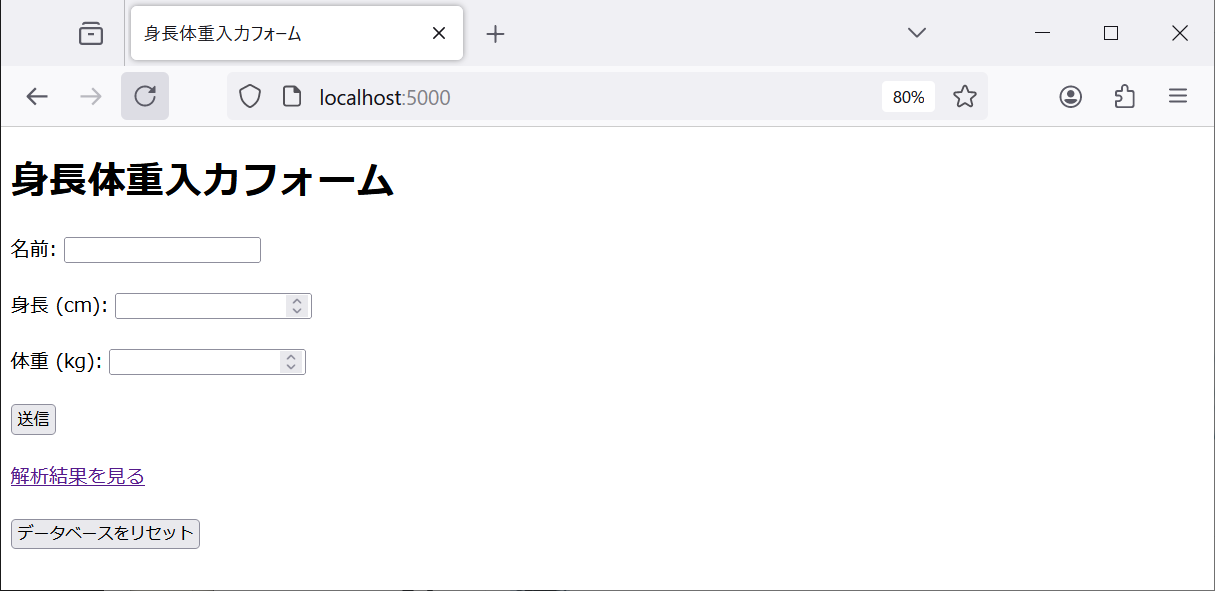 身長体重入力フォーム
localhost:5000
80%
身長体重入力フォーム
名前:
身長 (cm):
体重 (kg):
送信
解析結果を見る
データベースをリセット